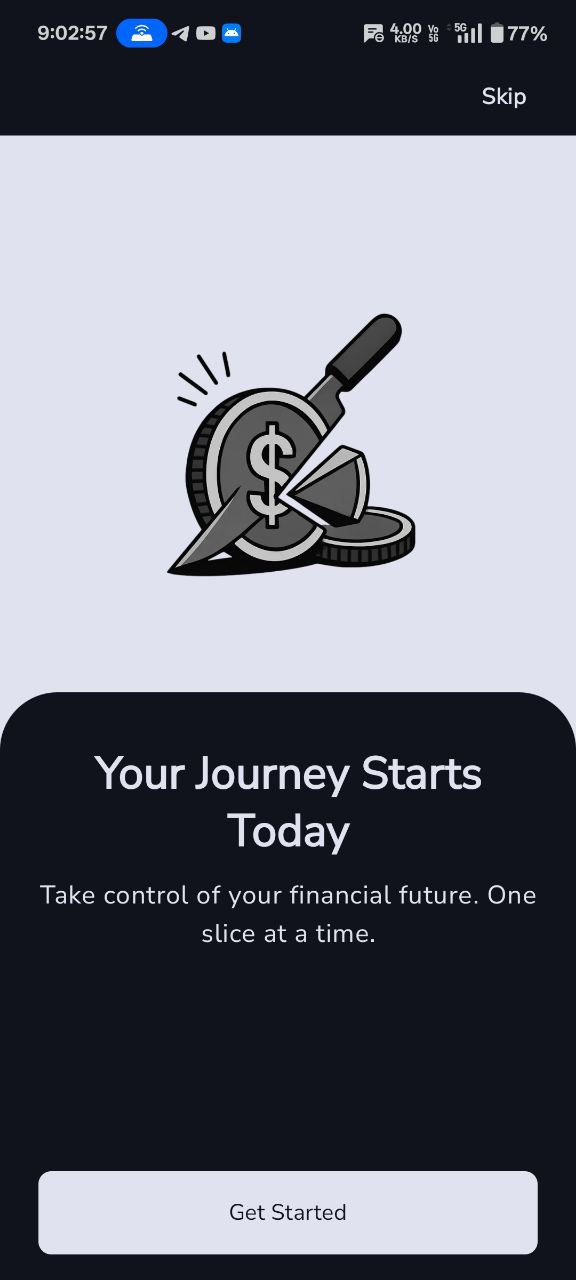 9:02:57 4.00 KB/S Vo 5G 5G 77%
Skip
$
Your Journey Starts
Today
Take control of your financial future. One
slice at a time.
Get Started